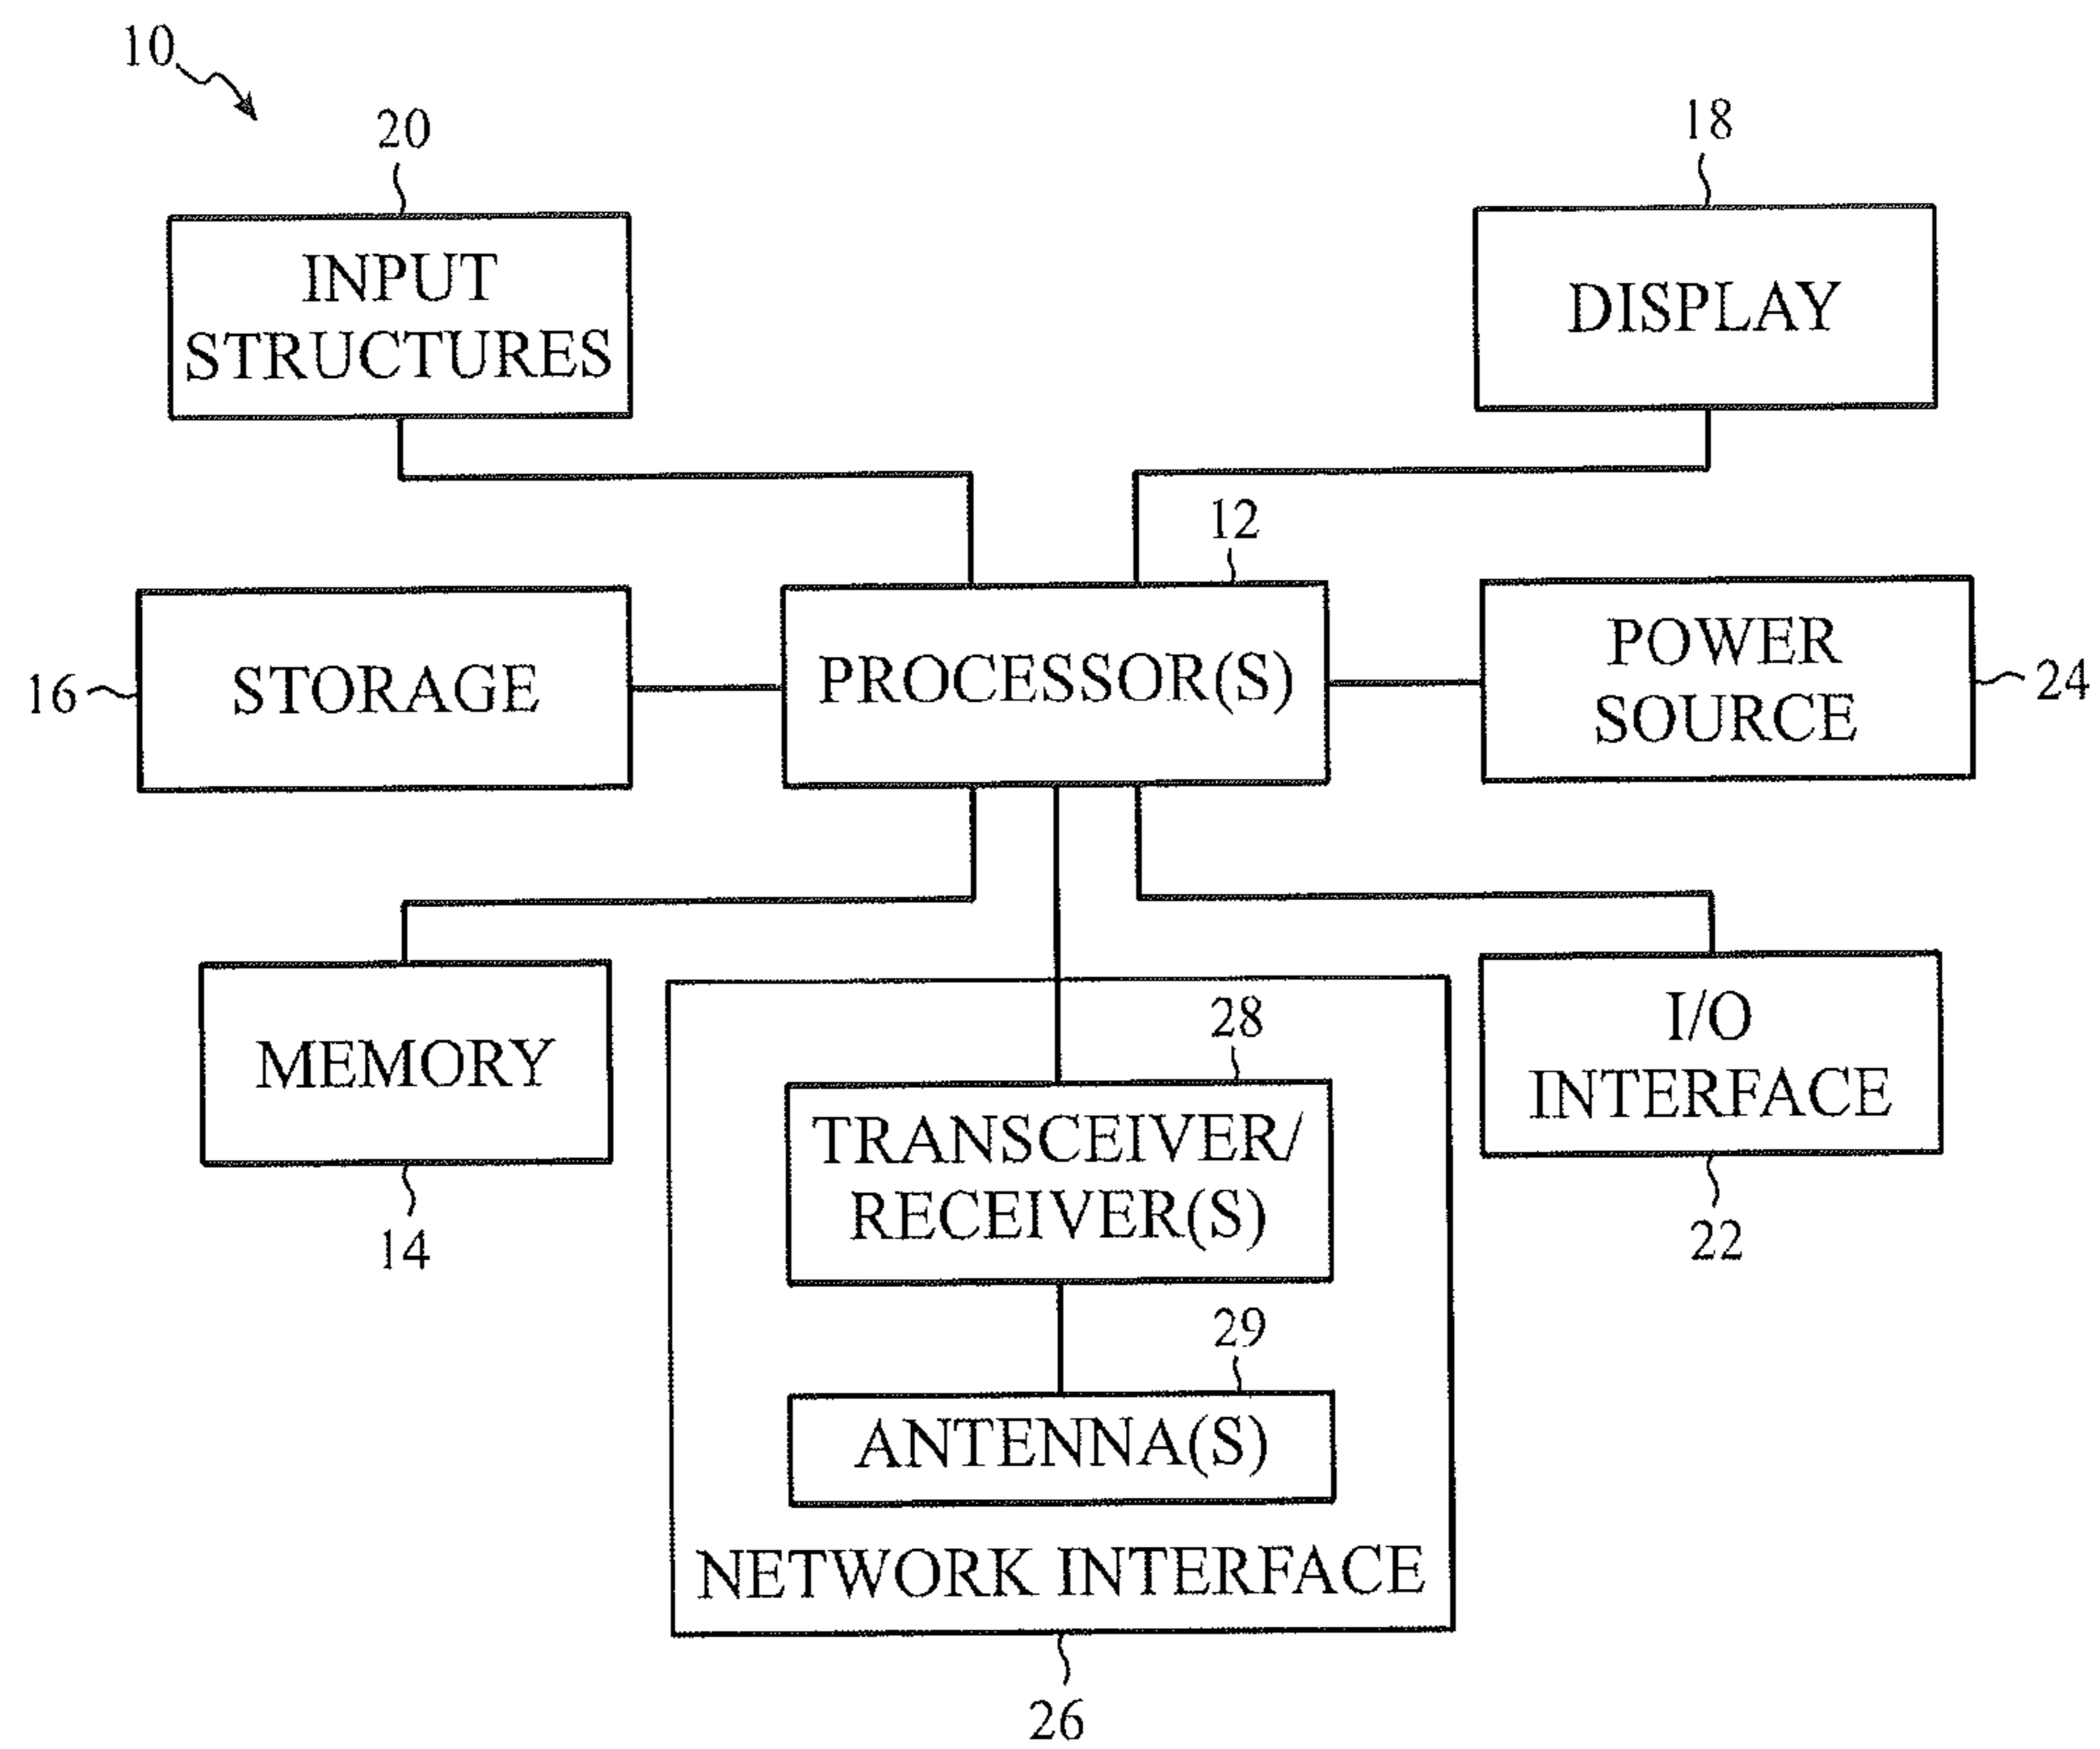 10
20
18
INPUT
STRUCTURES
DISPLAY
12
16
STORAGE
PROCESSOR(S)
POWER
SOURCE
24
MEMORY
14
28
TRANSCEIVER/
RECEIVER(S)
29
ANTENNA(S)
NETWORK INTERFACE
26
I/O
INTERFACE
22